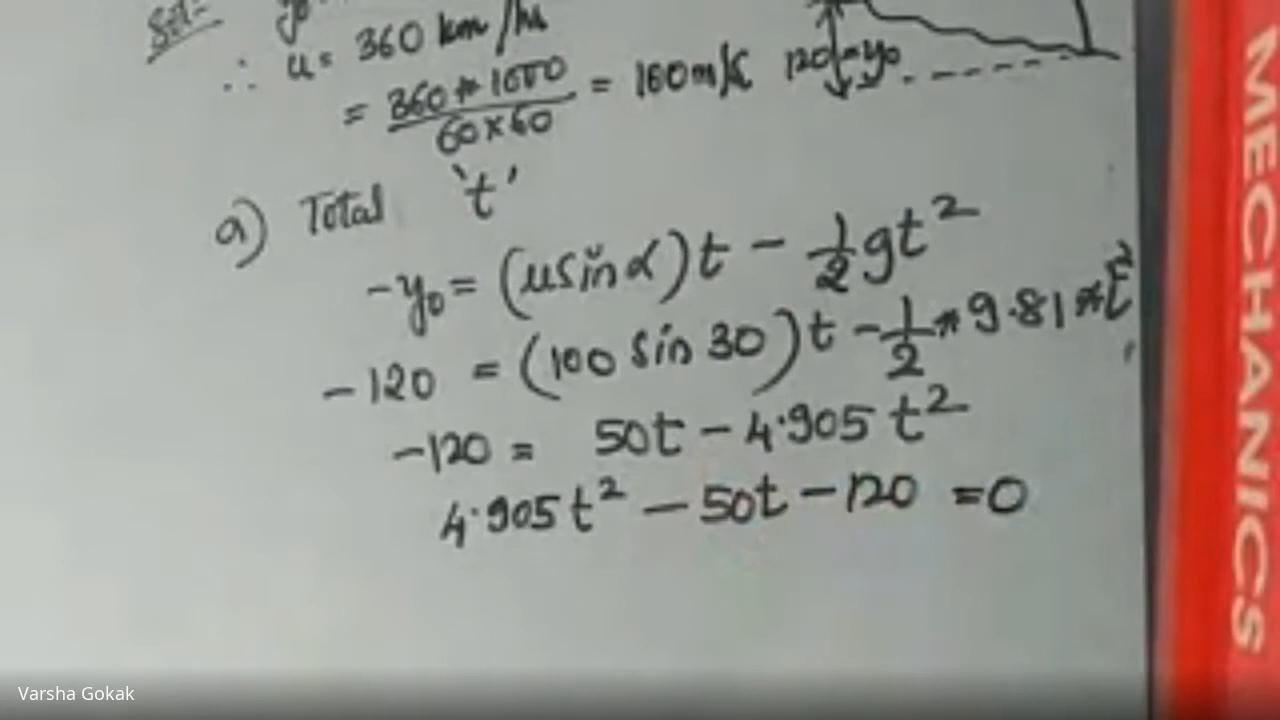 Sol:-
∴ u = 360 km/hr
= 360 * 1000 / 60 × 60 = 100 m/s
120 = y₀
a) Total 't'
-y₀ = (u sin α)t - 1/2 gt²
-120 = (100 sin 30)t - 1/2 * 9.81 * t²
-120 = 50t - 4.905 t²
4.905 t² - 50t - 120 = 0
MECHANICS
Varsha Gokak